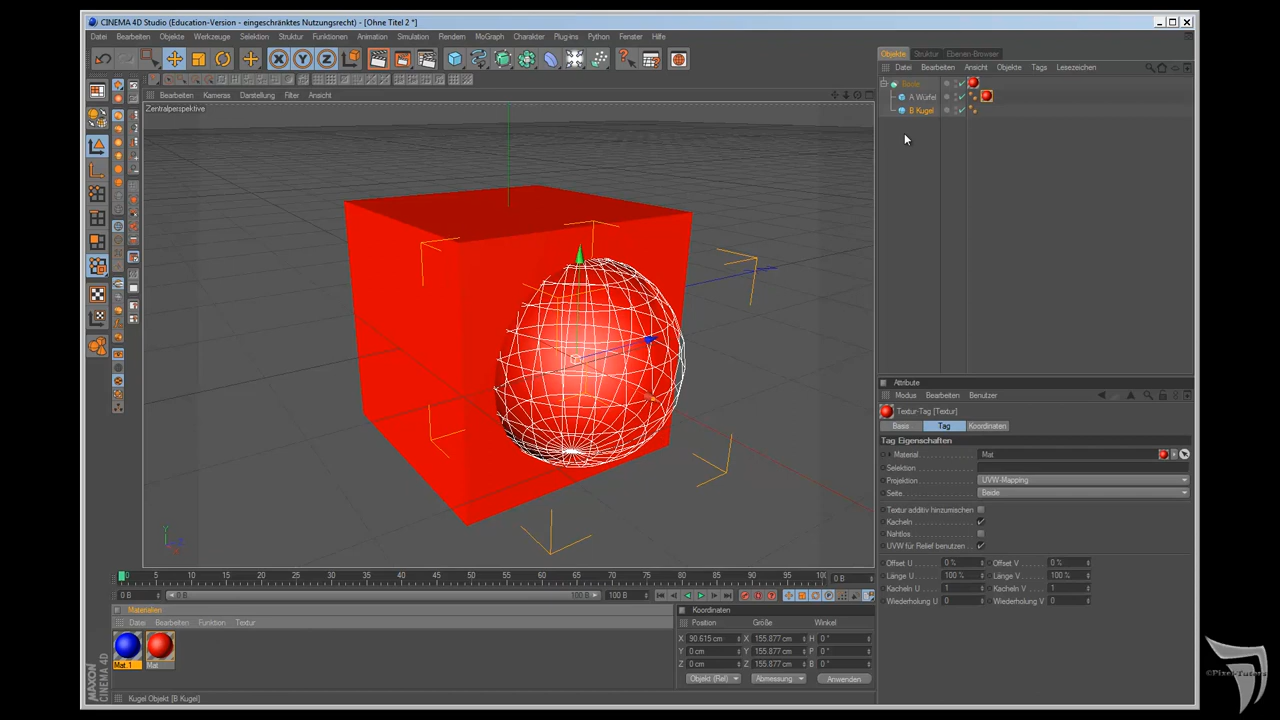 CINEMA 4D Studio (Education-Version - eingeschränktes Nutzungsrecht) - [Ohne Titel 2 *]
Datei Bearbeiten Objekte Werkzeuge Selektion Struktur Funktionen Animation Simulation Rendern MoGraph Charakter Plug-ins Python Fenster Hilfe
Objekte Struktur Ebenen-Browser
Datei Bearbeiten Ansicht Objekte Tags Lesezeichen
A Würfel
B Kugel
Bearbeiten Kameras Darstellung Filter Ansicht
Zentralperspektive
Y
Attribute
Modus Bearbeiten Benutzer
Textur-Tag [Textur]
Basis Tag Koordinaten
Tag Eigenschaften
Material Mat
Selektion
Projektion UVW-Mapping
Seite Beide
Textur additiv hinzumischen
Kacheln
Nahtlos
UVW für Relief benutzen
Offset U 0 % Offset V 0 %
Länge U 100 % Länge V 100 %
Kacheln U 1 Kacheln V 1
Wiederholung U 0 Wiederholung V 0
0 5 10 15 20 25 30 35 40 45 50 55 60 65 70 75 80 85 90 95 100 0 B
0 B 0 B 100 B 100 B
Materialien
Datei Bearbeiten Funktion Textur
Mat.1 Mat
Koordinaten
Position Größe Winkel
X 90.615 cm X 155.877 cm H 0 °
Y 0 cm Y 155.877 cm P 0 °
Z 0 cm Z 155.877 cm B 0 °
Objekt (Rel) Abmessung Anwenden
MAXON
CINEMA 4D
Kugel Objekt [B Kugel]